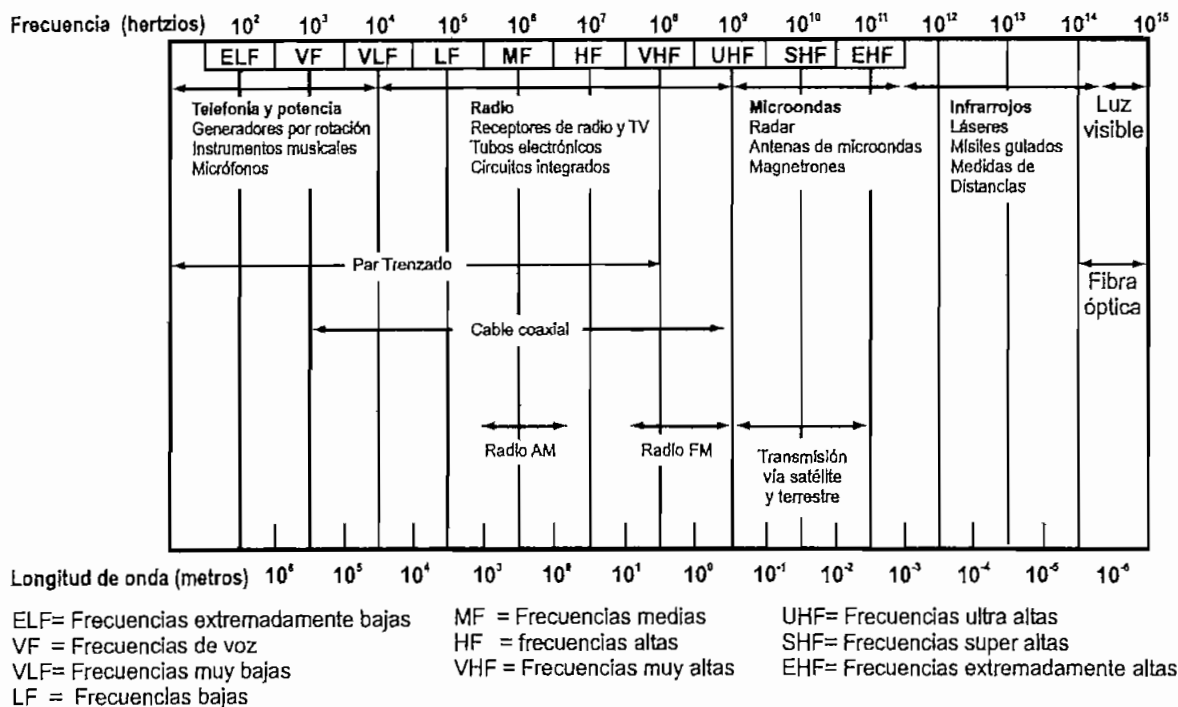 Frecuencia (hertzios) 10² 10³ 10⁴ 10⁵ 10⁶ 10⁷ 10⁸ 10⁹ 10¹⁰ 10¹¹ 10¹² 10¹³ 10¹⁴ 10¹⁵
ELF VF VLF LF MF HF VHF UHF SHF EHF
Telefonía y potencia
Generadores por rotación
Instrumentos musicales
Micrófonos
Radio
Receptores de radio y TV
Tubos electrónicos
Circuitos integrados
Microondas
Radar
Antenas de microondas
Magnetrones
Infrarrojos
Láseres
Misiles guiados
Medidas de
Distancias
Luz
visible
Par Trenzado
Fibra
óptica
Cable coaxial
Radio AM
Radio FM
Transmisión
vía satélite
y terrestre
Longitud de onda (metros) 10⁶ 10⁵ 10⁴ 10³ 10² 10¹ 10⁰ 10⁻¹ 10⁻² 10⁻³ 10⁻⁴ 10⁻⁵ 10⁻⁶
ELF= Frecuencias extremadamente bajas
VF = Frecuencias de voz
VLF= Frecuencias muy bajas
LF = Frecuencias bajas
MF = Frecuencias medias
HF = frecuencias altas
VHF = Frecuencias muy altas
UHF= Frecuencias ultra altas
SHF= Frecuencias super altas
EHF= Frecuencias extremadamente altas